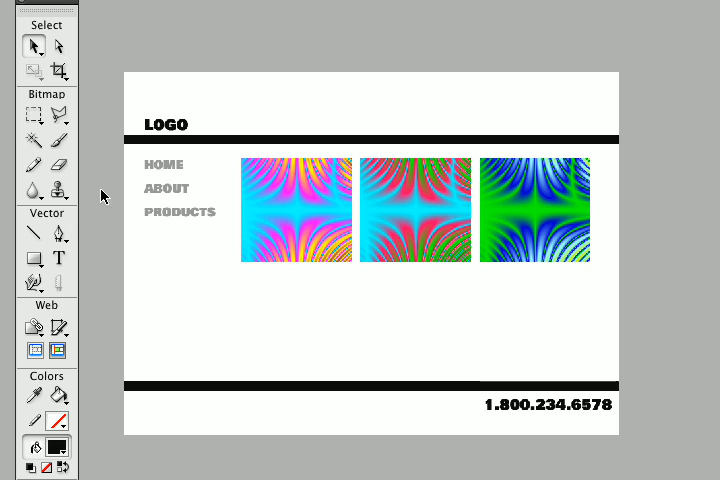 Select
Bitmap
Vector
T
Web
Colors
LOGO
HOME
ABOUT
PRODUCTS
1.800.234.6578